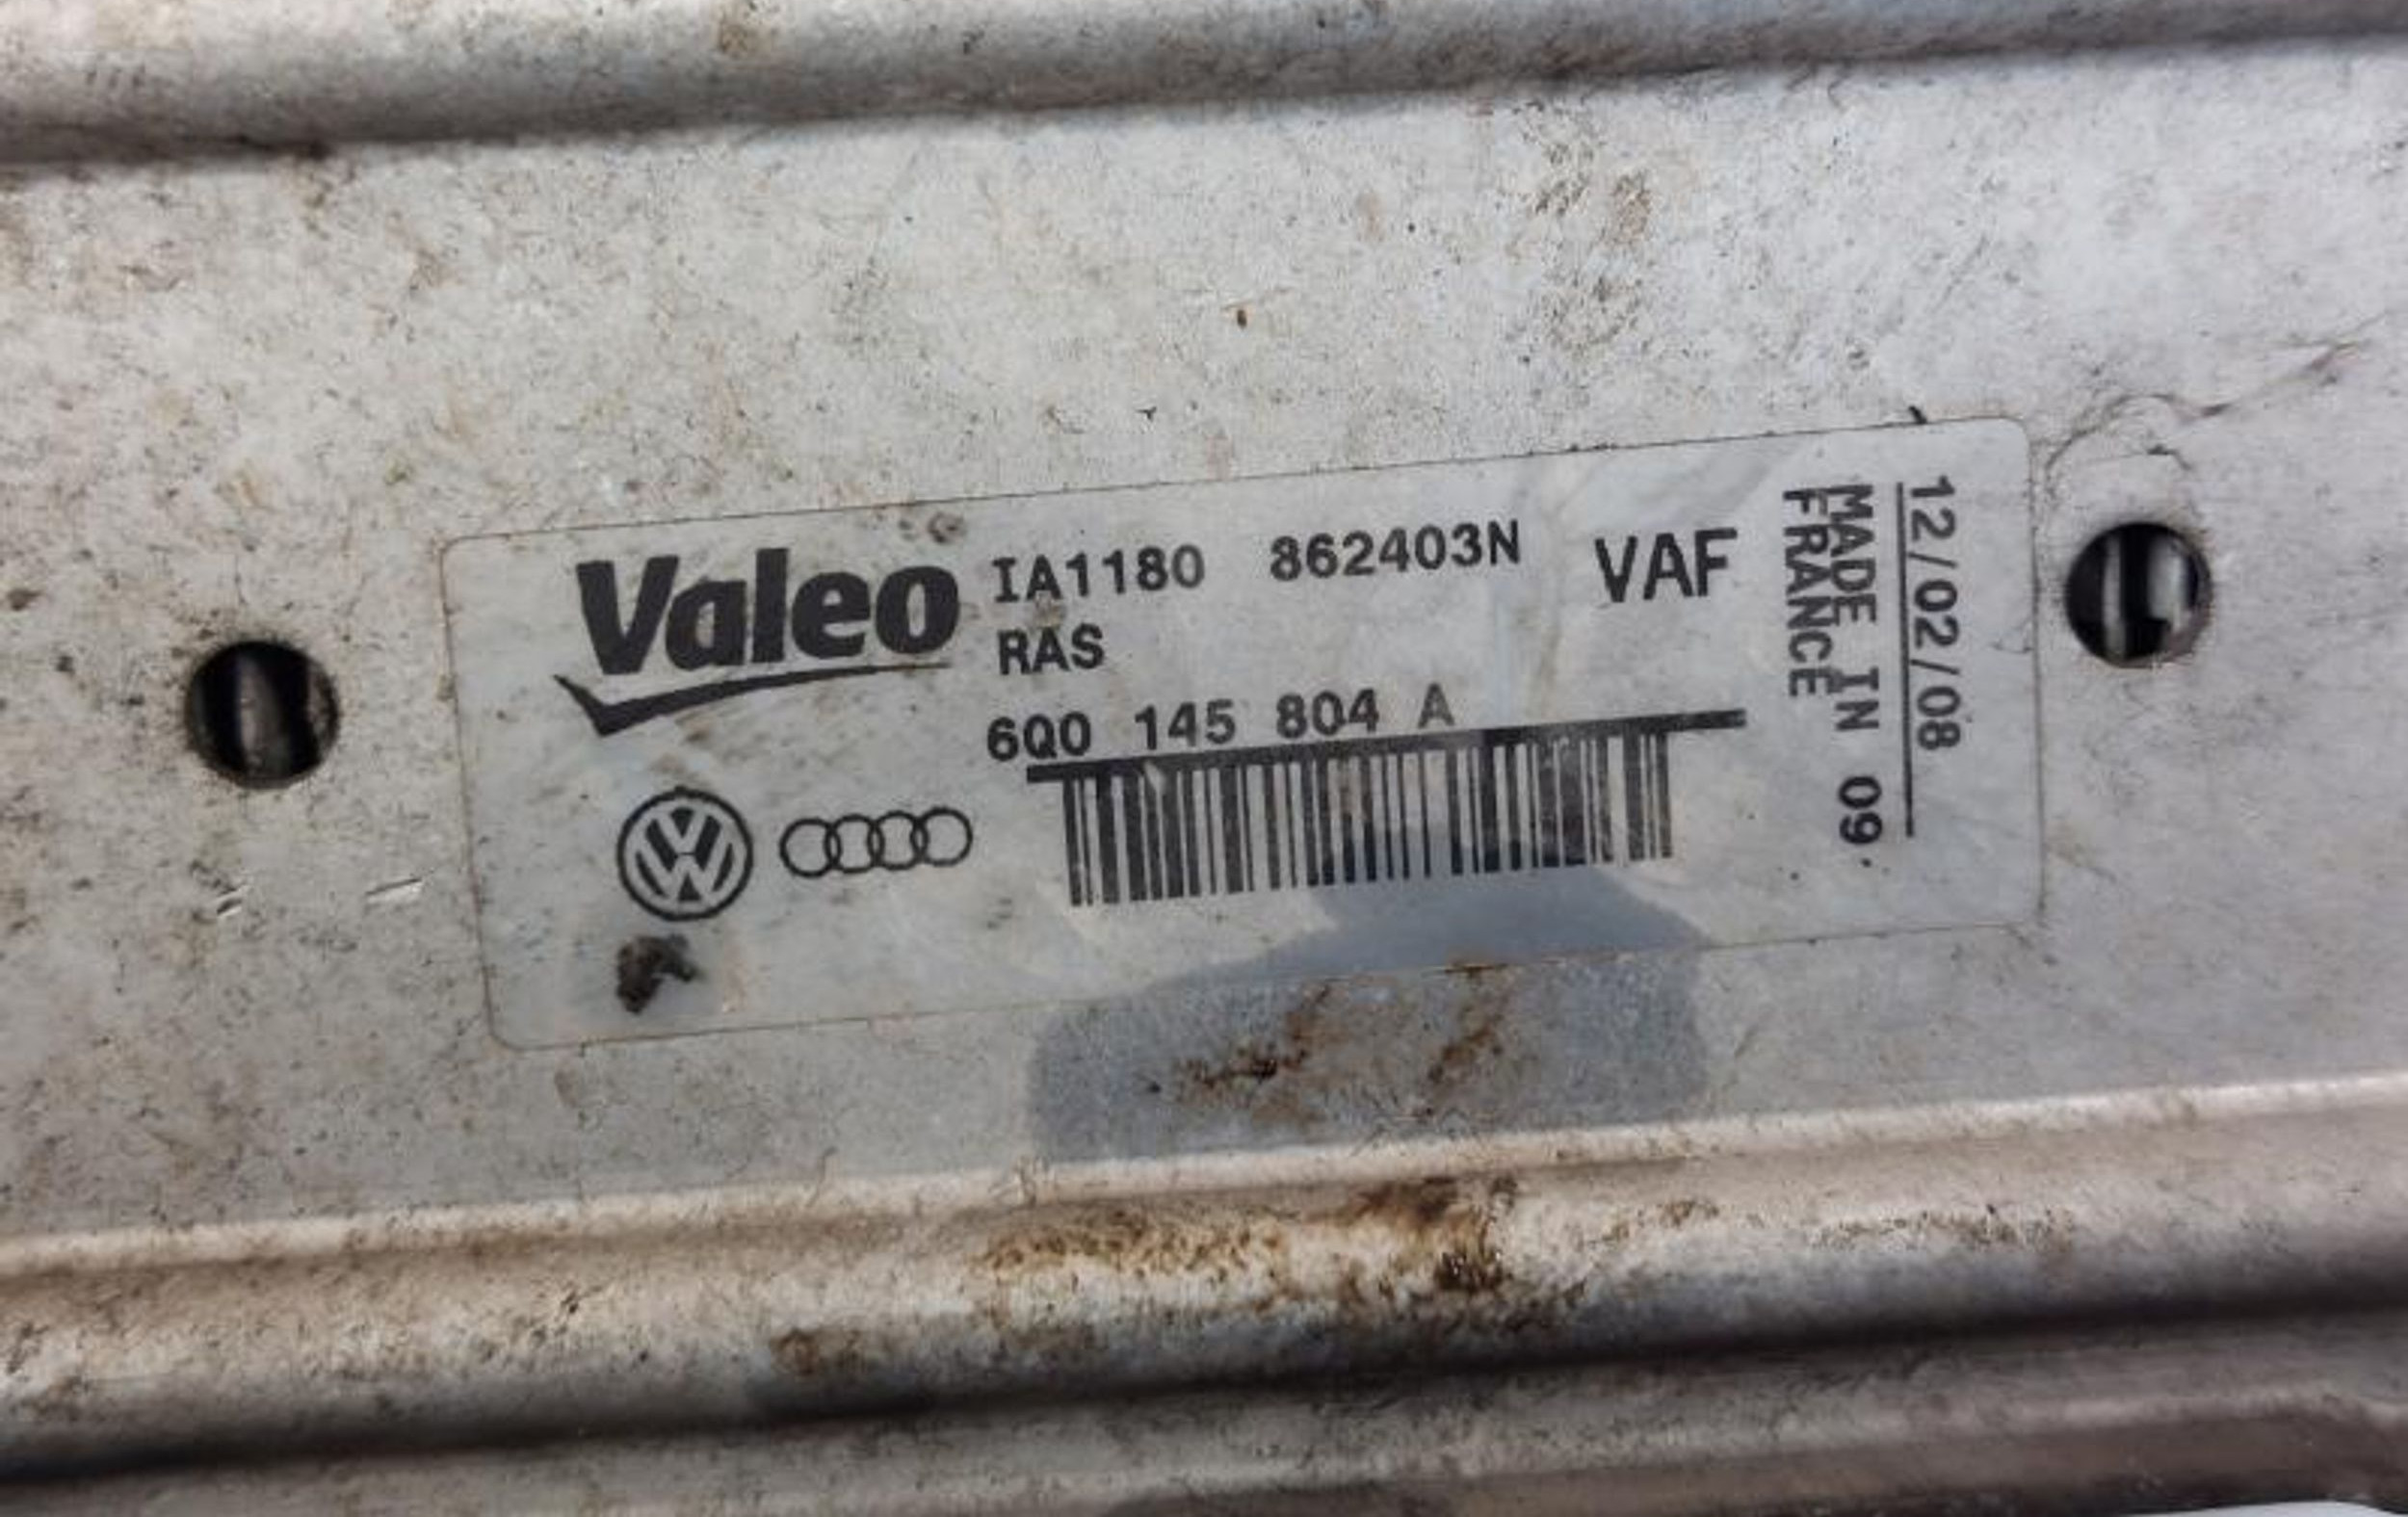 Valeo IA1180 862403N VAF
RAS
6Q0 145 804 A
12/02/08
MADE IN 09
FRANCE